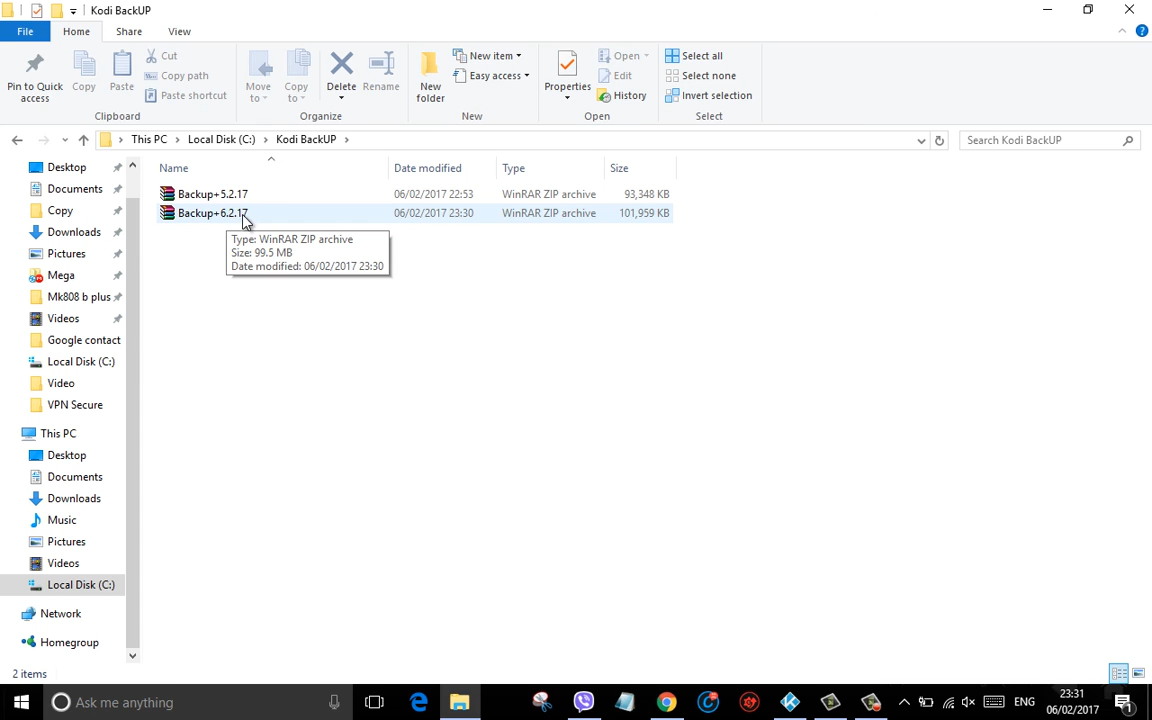 Kodi BackUP
File Home Share View
Pin to Quick access
Copy
Paste
Cut
Copy path
Paste shortcut
Clipboard
Move to
Copy to
Delete
Rename
Organize
New folder
New item
Easy access
New
Properties
Open
Edit
History
Open
Select all
Select none
Invert selection
Select
This PC Local Disk (C:) Kodi BackUP
Search Kodi BackUP
Name Date modified Type Size
Backup+5.2.17 06/02/2017 22:53 WinRAR ZIP archive 93,348 KB
Backup+6.2.17 06/02/2017 23:30 WinRAR ZIP archive 101,959 KB
Type: WinRAR ZIP archive
Size: 99.5 MB
Date modified: 06/02/2017 23:30
Desktop
Documents
Copy
Downloads
Pictures
Mega
Mk808 b plus
Videos
Google contact
Local Disk (C:)
Video
VPN Secure
This PC
Desktop
Documents
Downloads
Music
Pictures
Videos
Local Disk (C:)
Network
Homegroup
2 items
Ask me anything
ENG
23:31
06/02/2017
1